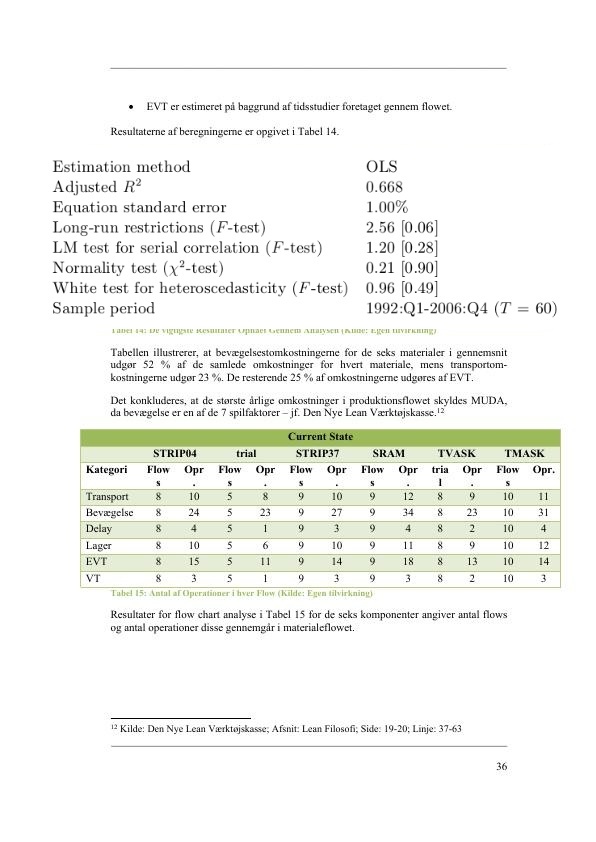 • EVT er estimeret på baggrund af tidsstudier foretaget gennem flowet.
Resultaterne af beregningerne er opgivet i Tabel 14.
Estimation method OLS
Adjusted R² 0.668
Equation standard error 1.00%
Long-run restrictions (F-test) 2.56 [0.06]
LM test for serial correlation (F-test) 1.20 [0.28]
Normality test (χ²-test) 0.21 [0.90]
White test for heteroscedasticity (F-test) 0.96 [0.49]
Sample period 1992:Q1-2006:Q4 (T = 60)
Tabel 14: De vigtigste Resultater Opnået Gennem Analysen (Kilde: Egen tilvirkning)
Tabellen illustrerer, at bevægelsestomkostningerne for de seks materialer i gennemsnit
udgør 52 % af de samlede omkostninger for hvert materiale, mens transportom-
kostningerne udgør 23 %. De resterende 25 % af omkostningerne udgøres af EVT.
Det konkluderes, at de største årlige omkostninger i produktionsflowet skyldes MUDA,
da bevægelse er en af de 7 spilfaktorer – jf. Den Nye Lean Værktøjskasse.¹²
Current State
STRIP04 trial STRIP37 SRAM TVASK TMASK
Kategori Flow Opr Flow Opr Flow Opr Flow Opr tria Opr Flow Opr.
s . s . s . s . l . s
Transport 8 10 5 8 9 10 9 12 8 9 10 11
Bevægelse 8 24 5 23 9 27 9 34 8 23 10 31
Delay 8 4 5 1 9 3 9 4 8 2 10 4
Lager 8 10 5 6 9 10 9 11 8 9 10 12
EVT 8 15 5 11 9 14 9 18 8 13 10 14
VT 8 3 5 1 9 3 9 3 8 2 10 3
Tabel 15: Antal af Operationer i hver Flow (Kilde: Egen tilvirkning)
Resultater for flow chart analyse i Tabel 15 for de seks komponenter angiver antal flows
og antal operationer disse gennemgår i materialeflowet.
¹² Kilde: Den Nye Lean Værktøjskasse; Afsnit: Lean Filosofi; Side: 19-20; Linje: 37-63
36